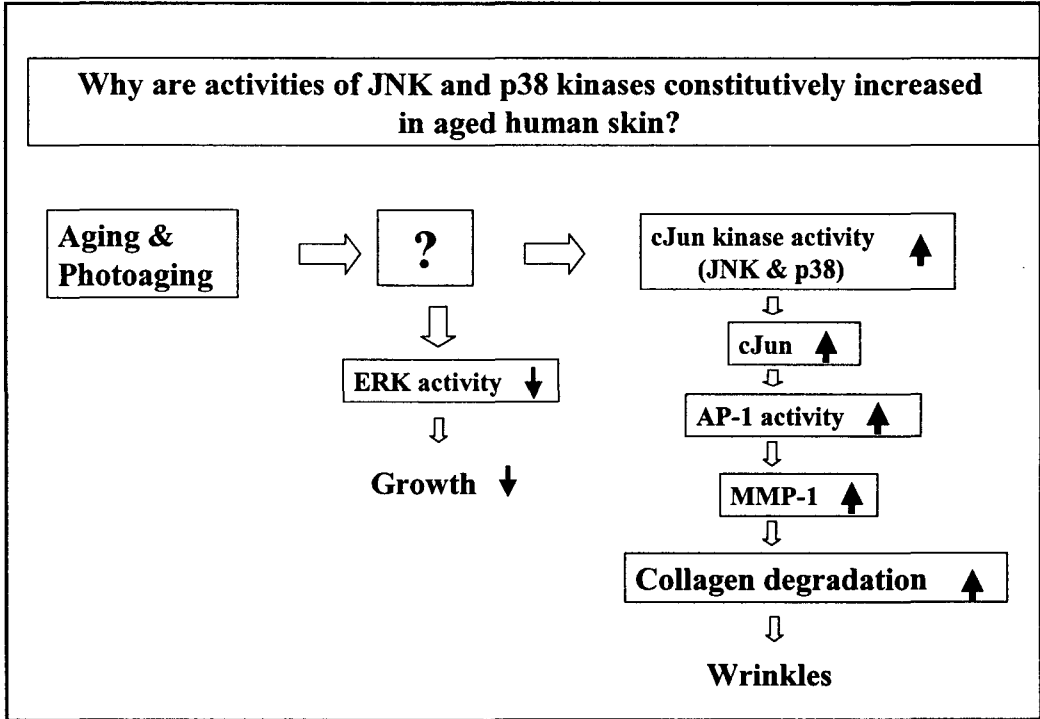 Why are activities of JNK and p38 kinases constitutively increased
in aged human skin?
Aging &
Photoaging
?
cJun kinase activity
(JNK & p38)
ERK activity
Growth
cJun
AP-1 activity
MMP-1
Collagen degradation
Wrinkles